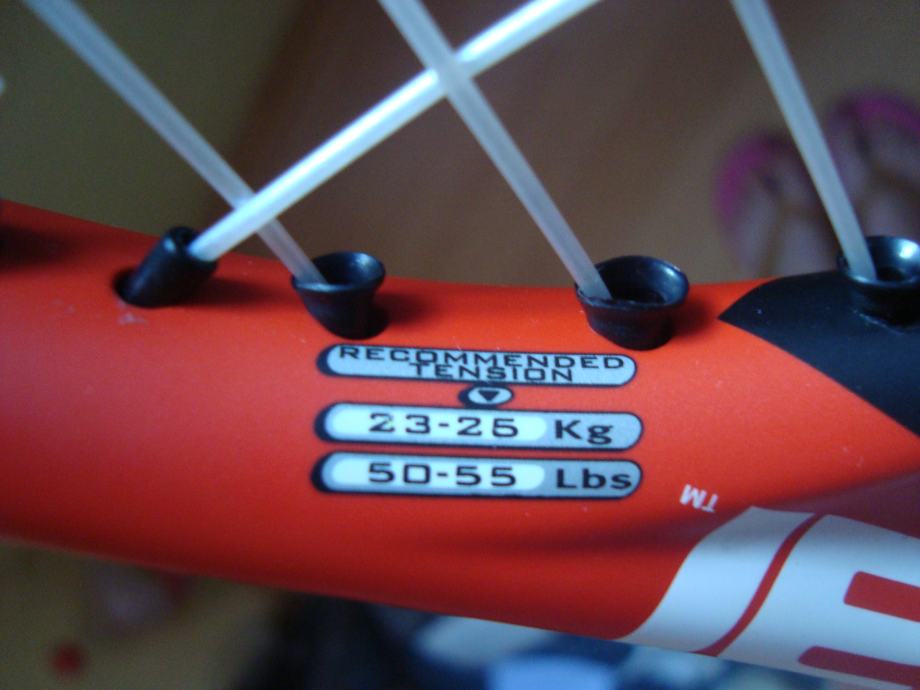 RECOMMENDED
TENSION
23-25 Kg
50-55 Lbs
TM